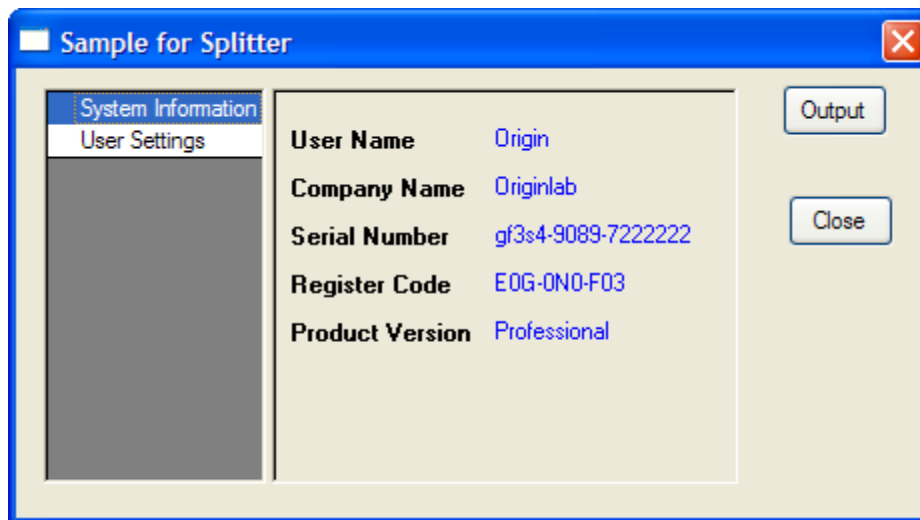 Sample for Splitter
System Information
User Settings
User Name Origin
Company Name Originlab
Serial Number gf3s4-9089-7222222
Register Code E0G-0N0-F03
Product Version Professional
Output
Close